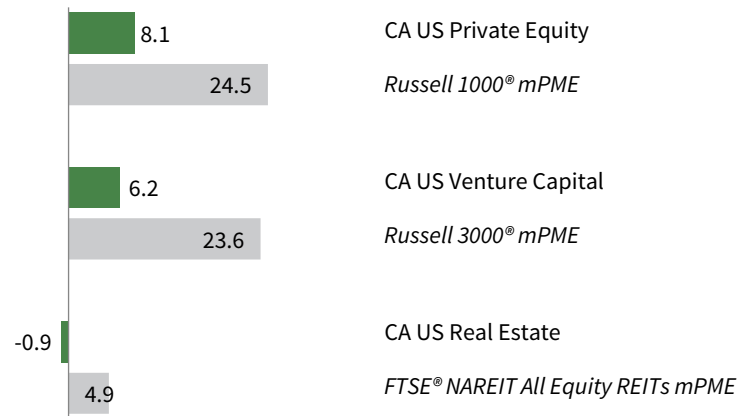 8.1 CA US Private Equity
24.5 Russell 1000® mPME
6.2 CA US Venture Capital
23.6 Russell 3000® mPME
-0.9 CA US Real Estate
4.9 FTSE® NAREIT All Equity REITs mPME